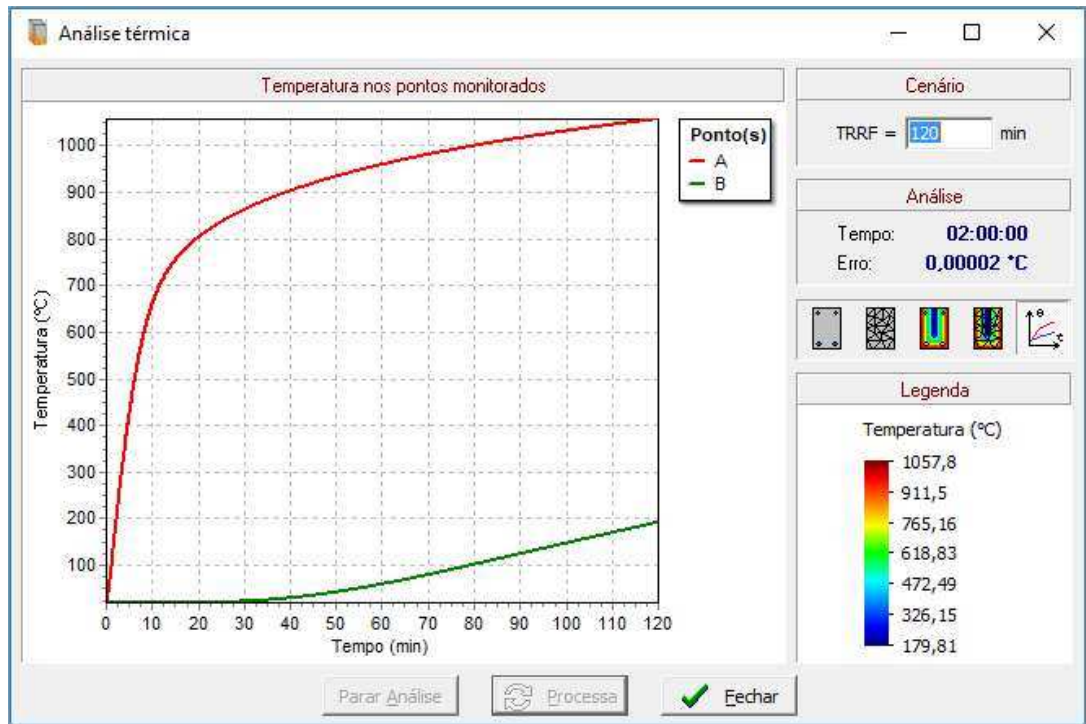 Análise térmica
Temperatura nos pontos monitorados
Temperatura (ºC)
1000
900
800
700
600
500
400
300
200
100
0 10 20 30 40 50 60 70 80 90 100 110 120
Tempo (min)
Ponto(s)
A
B
Cenário
TRRF = 120 min
Análise
Tempo: 02:00:00
Erro: 0,00002 °C
θ
t
Legenda
Temperatura (ºC)
1057,8
911,5
765,16
618,83
472,49
326,15
179,81
Parar Análise Processa Fechar